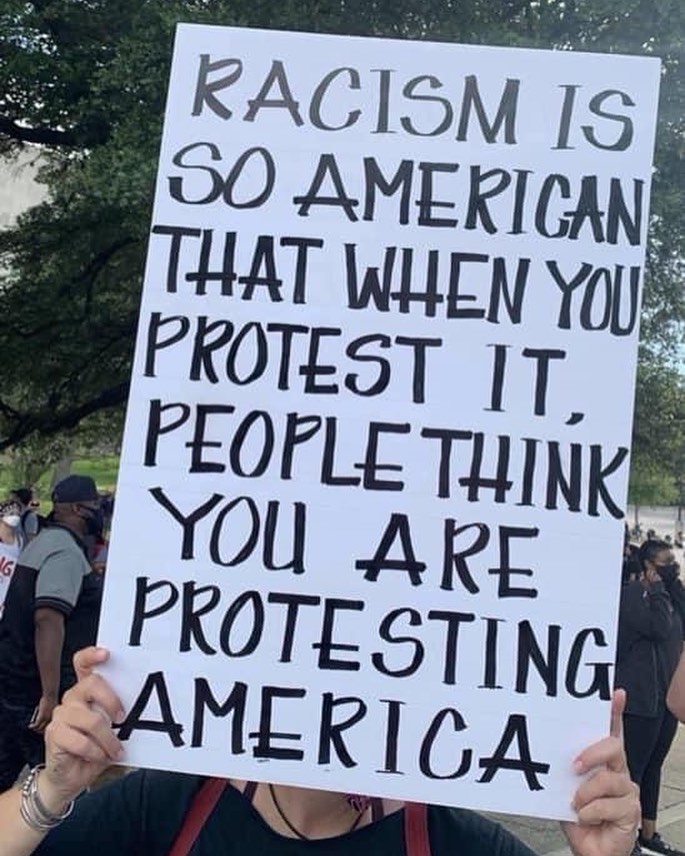 RACISM IS
SO AMERICAN
THAT WHEN YOU
PROTEST IT,
PEOPLE THINK
YOU ARE
PROTESTING
AMERICA